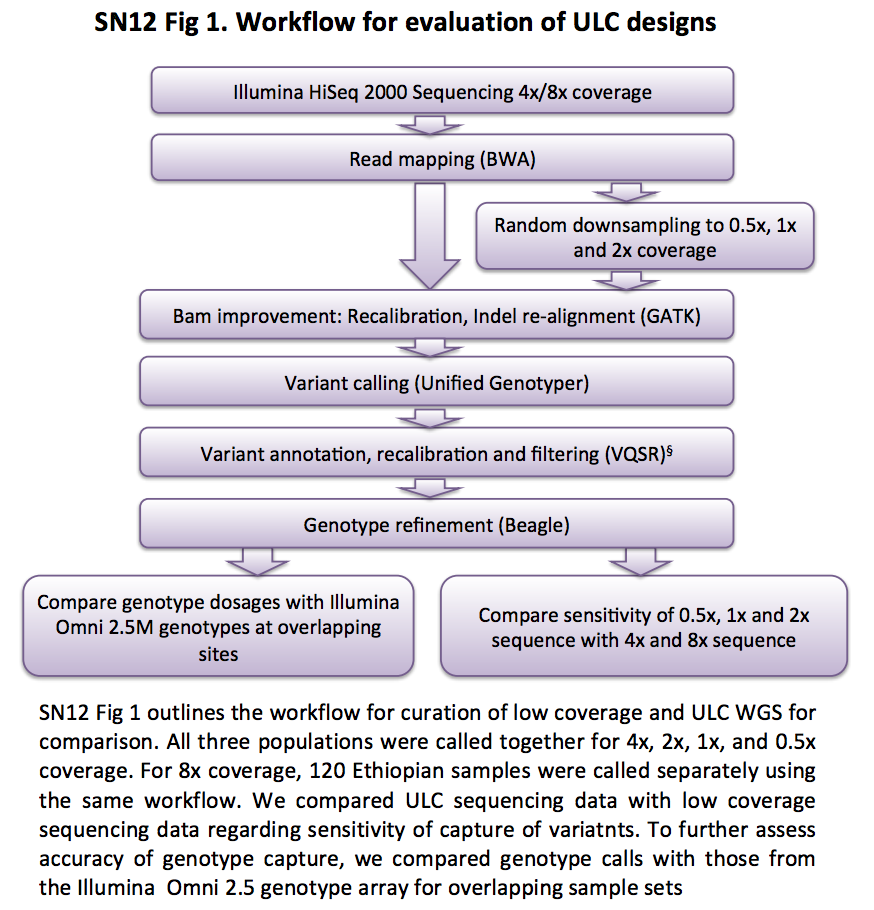 SN12 Fig 1. Workflow for evaluation of ULC designs
Illumina HiSeq 2000 Sequencing 4x/8x coverage
Read mapping (BWA)
Random downsampling to 0.5x, 1x
and 2x coverage
Bam improvement: Recalibration, Indel re-alignment (GATK)
Variant calling (Unified Genotyper)
Variant annotation, recalibration and filtering (VQSR)§
Genotype refinement (Beagle)
Compare genotype dosages with Illumina
Omni 2.5M genotypes at overlapping
sites
Compare sensitivity of 0.5x, 1x and 2x
sequence with 4x and 8x sequence
SN12 Fig 1 outlines the workflow for curation of low coverage and ULC WGS for
comparison. All three populations were called together for 4x, 2x, 1x, and 0.5x
coverage. For 8x coverage, 120 Ethiopian samples were called separately using
the same workflow. We compared ULC sequencing data with low coverage
sequencing data regarding sensitivity of capture of variatnts. To further assess
accuracy of genotype capture, we compared genotype calls with those from
the Illumina Omni 2.5 genotype array for overlapping sample sets